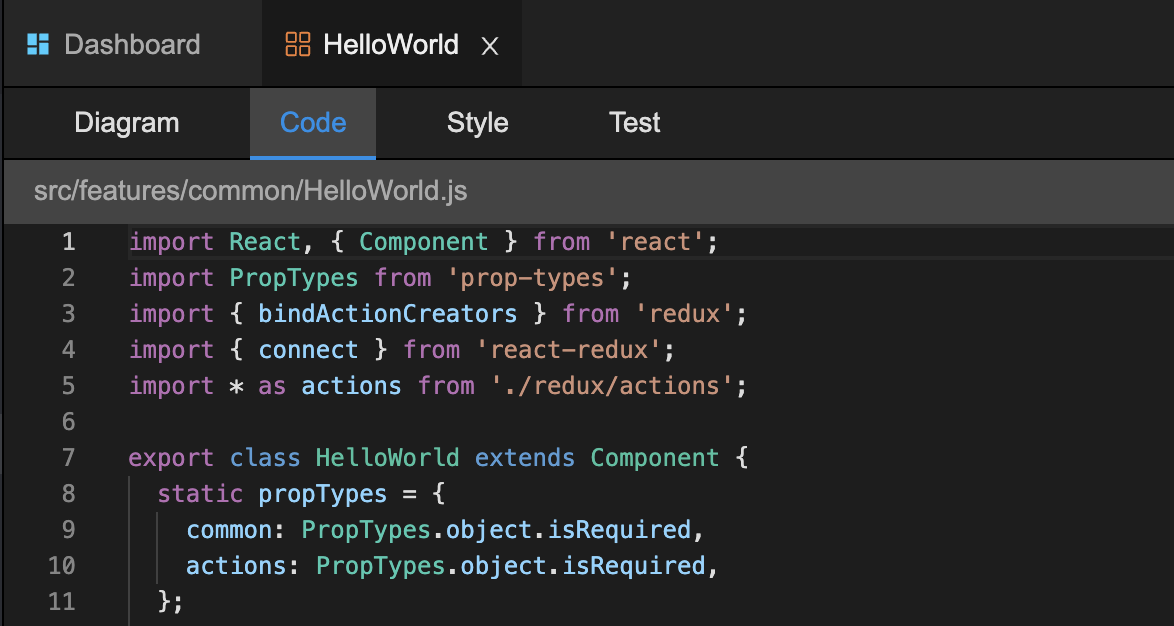 Dashboard HelloWorld X
Diagram Code Style Test
src/features/common/HelloWorld.js
1 import React, { Component } from 'react';
2 import PropTypes from 'prop-types';
3 import { bindActionCreators } from 'redux';
4 import { connect } from 'react-redux';
5 import * as actions from './redux/actions';
6
7 export class HelloWorld extends Component {
8   static propTypes = {
9     common: PropTypes.object.isRequired,
10     actions: PropTypes.object.isRequired,
11   };